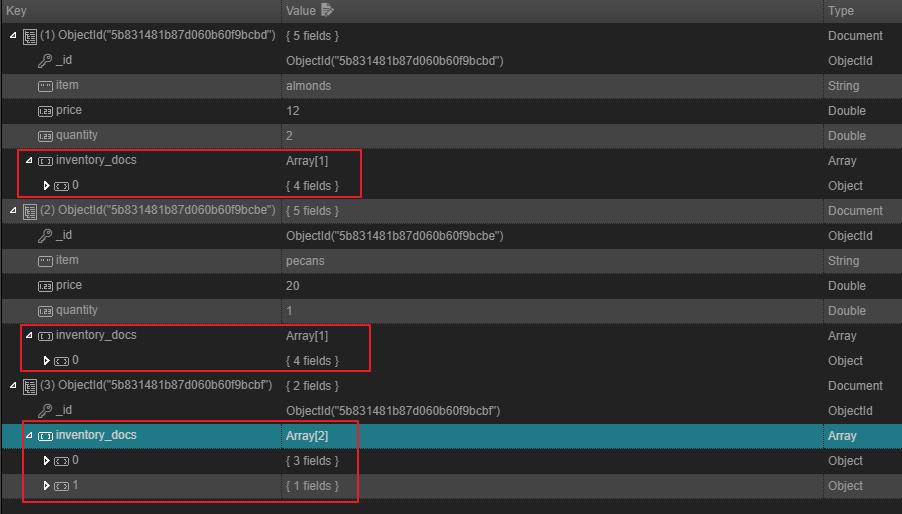 Key Value Type
(1) ObjectId("5b831481b87d060b60f9bcbd") { 5 fields } Document
_id ObjectId("5b831481b87d060b60f9bcbd") ObjectId
item almonds String
price 12 Double
quantity 2 Double
inventory_docs Array[1] Array
0 { 4 fields } Object
(2) ObjectId("5b831481b87d060b60f9bcbe") { 5 fields } Document
_id ObjectId("5b831481b87d060b60f9bcbe") ObjectId
item pecans String
price 20 Double
quantity 1 Double
inventory_docs Array[1] Array
0 { 4 fields } Object
(3) ObjectId("5b831481b87d060b60f9bcbf") { 2 fields } Document
_id ObjectId("5b831481b87d060b60f9bcbf") ObjectId
inventory_docs Array[2] Array
0 { 3 fields } Object
1 { 1 fields } Object